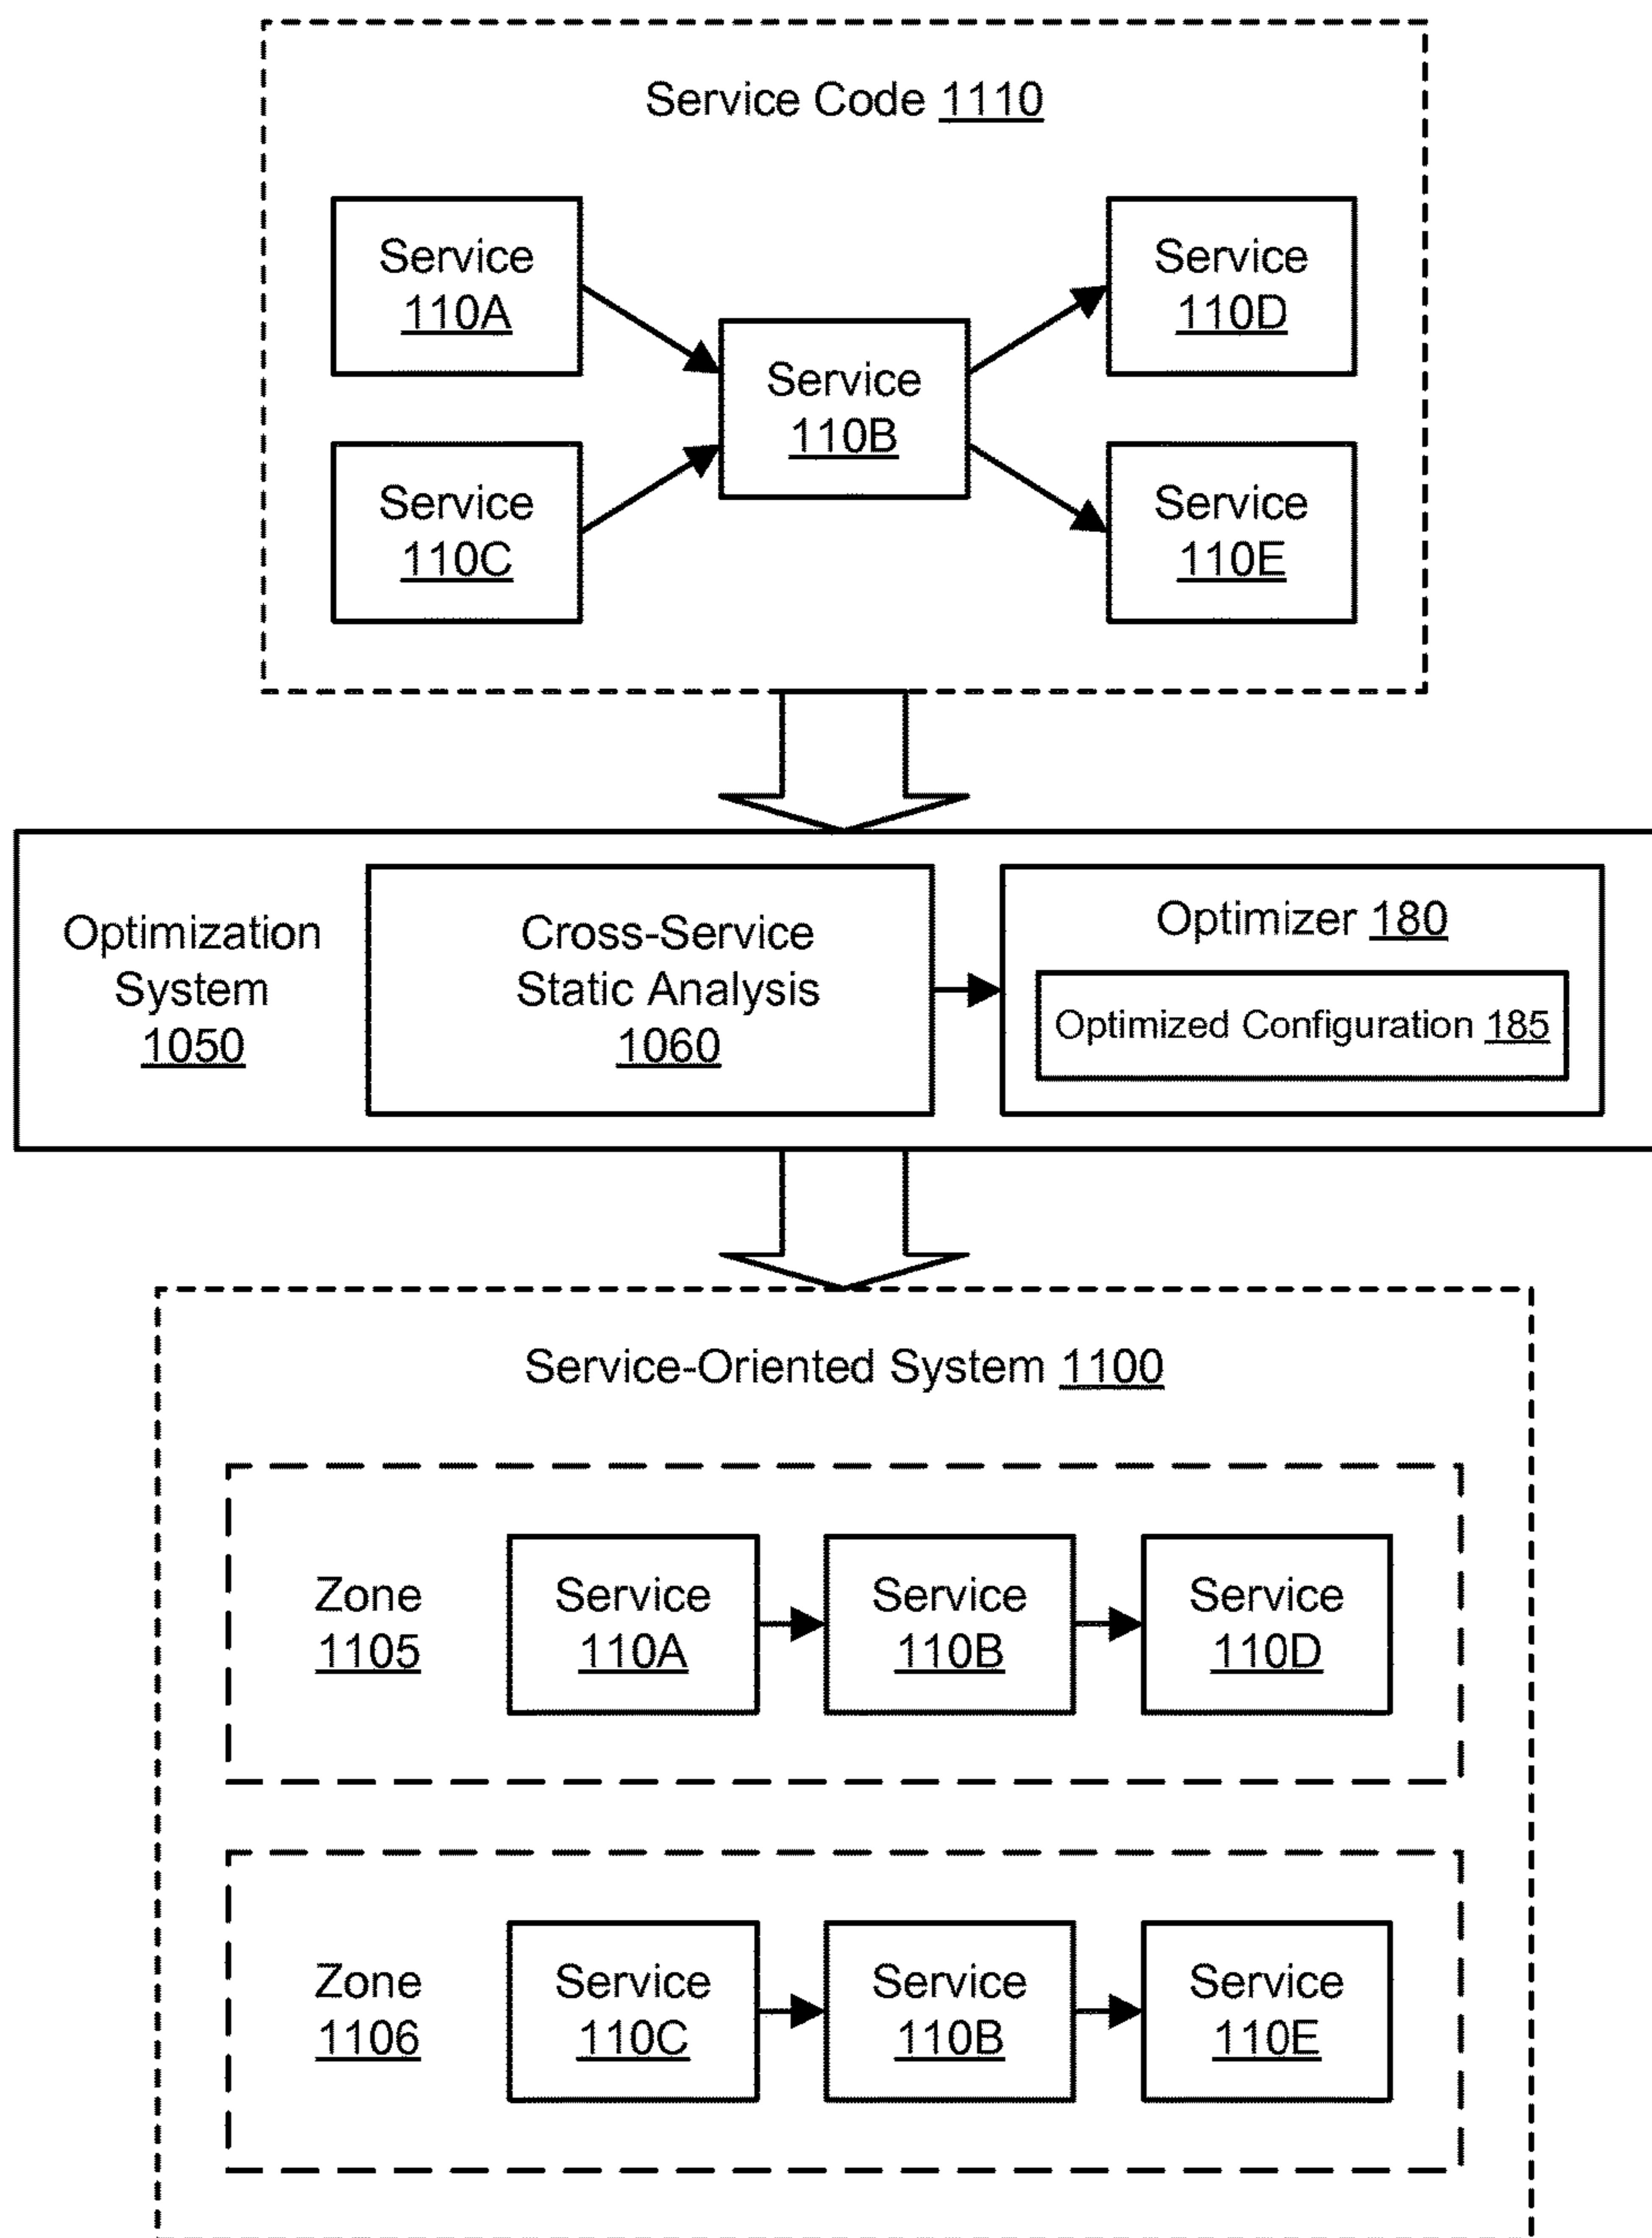 Service Code 1110
Service
110A
Service
110D
Service
110B
Service
110C
Service
110E
Optimization
System
1050
Cross-Service
Static Analysis
1060
Optimizer 180
Optimized Configuration 185
Service-Oriented System 1100
Zone
1105
Service
110A
Service
110B
Service
110D
Zone
1106
Service
110C
Service
110B
Service
110E